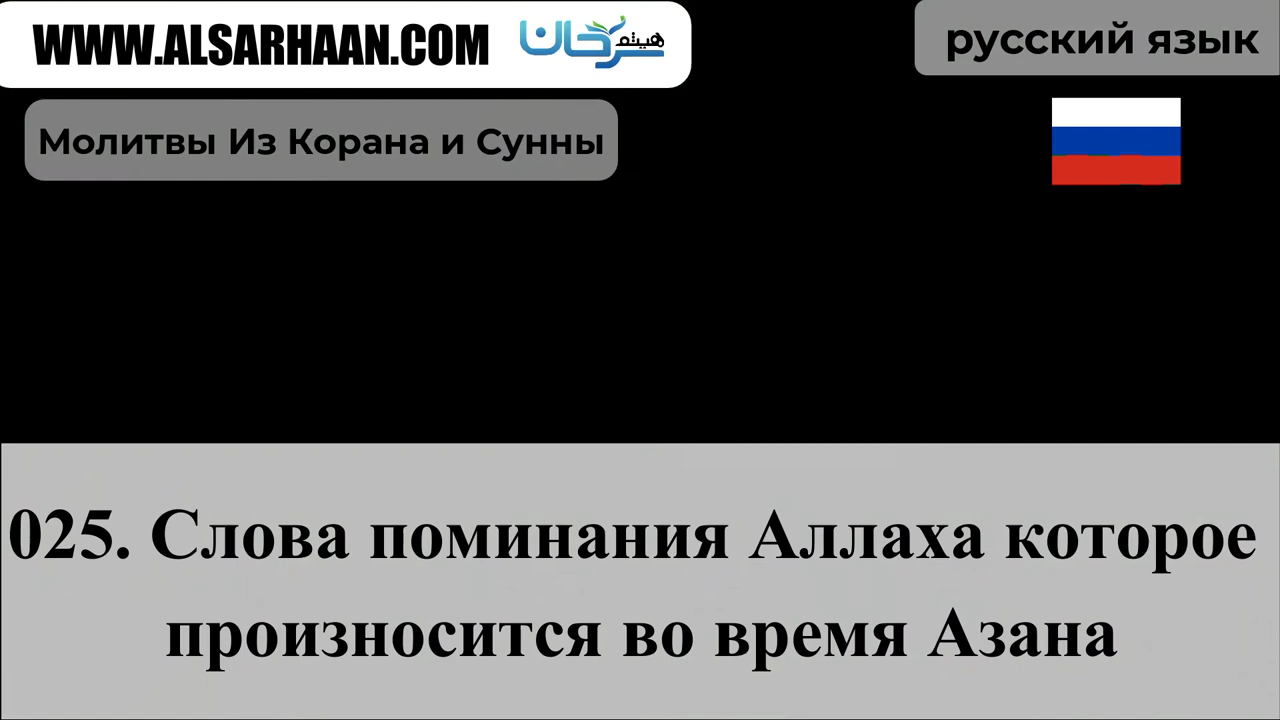 WWW.ALSARHAAN.COM
هيثم سرحان
русский язык
Молитвы Из Корана и Сунны
025. Слова поминания Аллаха которое
произносится во время Азана